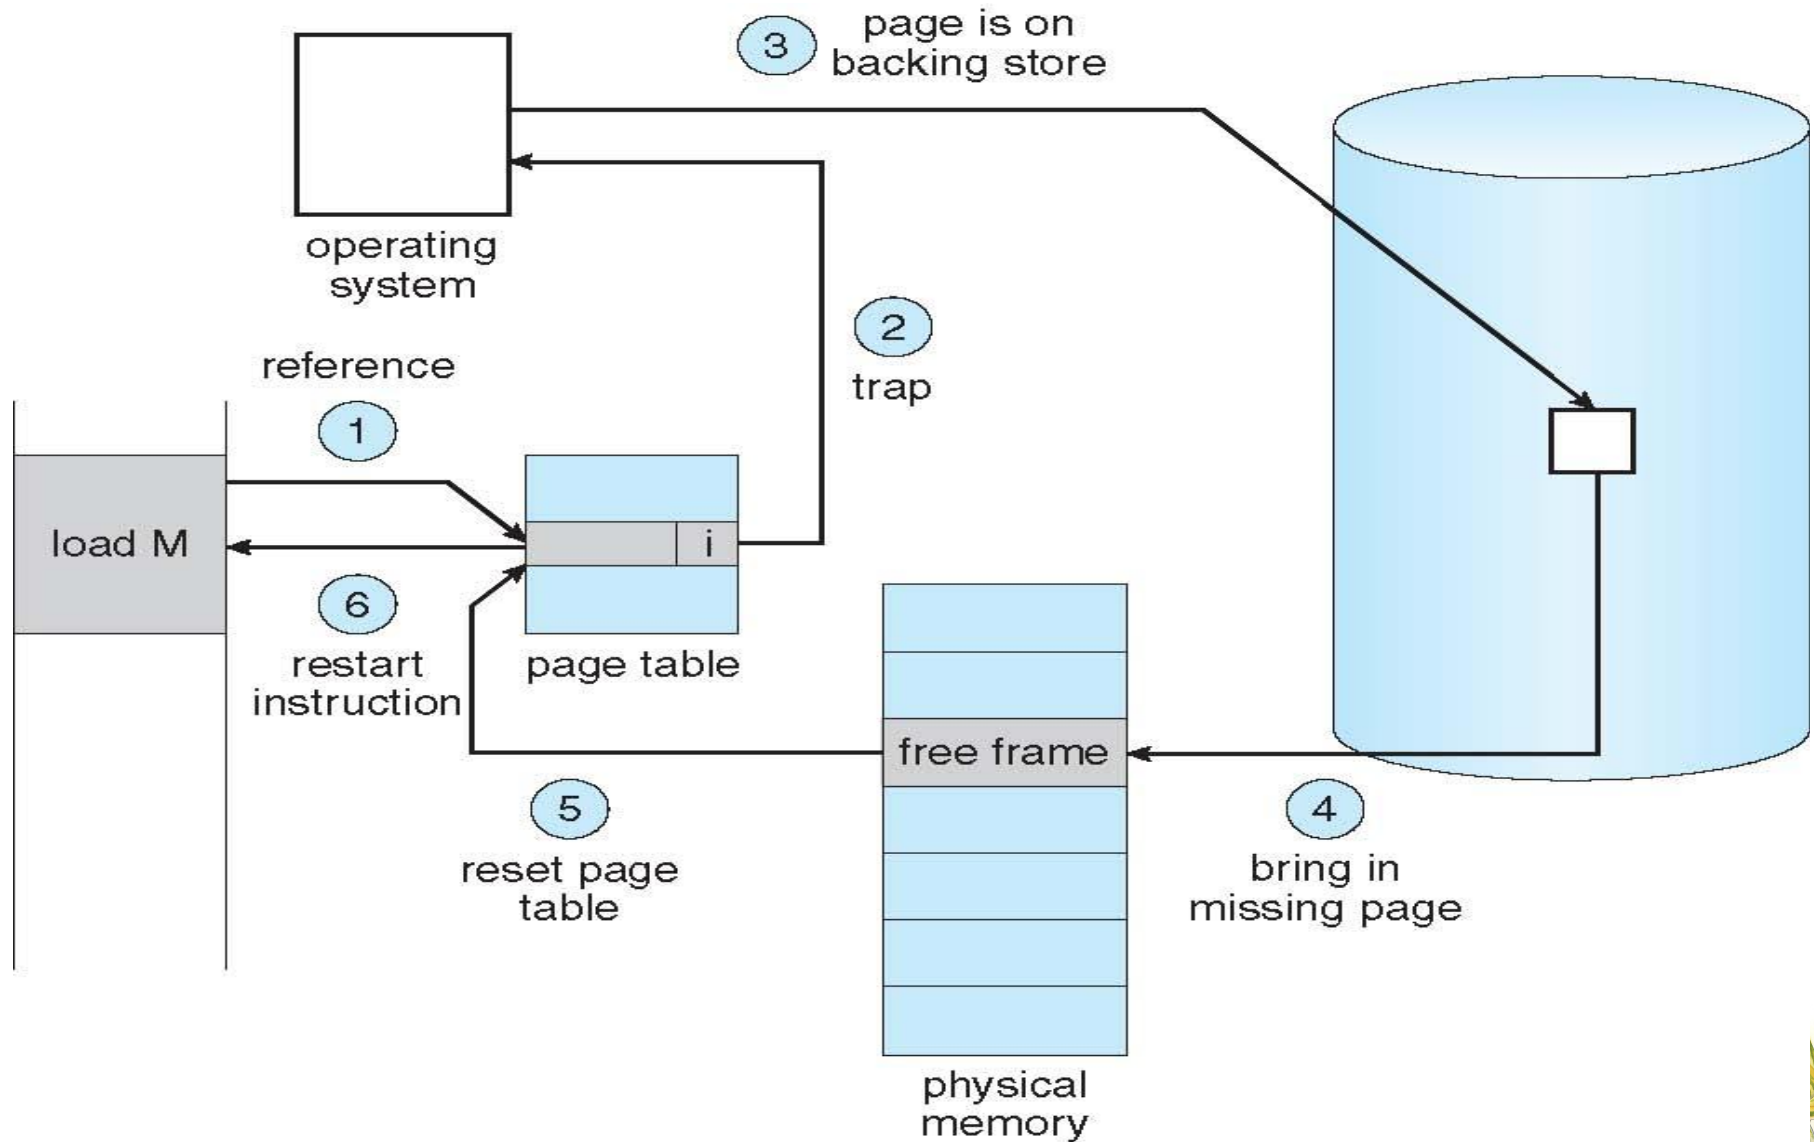 3
page is on
backing store
operating
system
2
trap
reference
1
load M
i
6
restart
instruction
page table
free frame
5
reset page
table
4
bring in
missing page
physical
memory